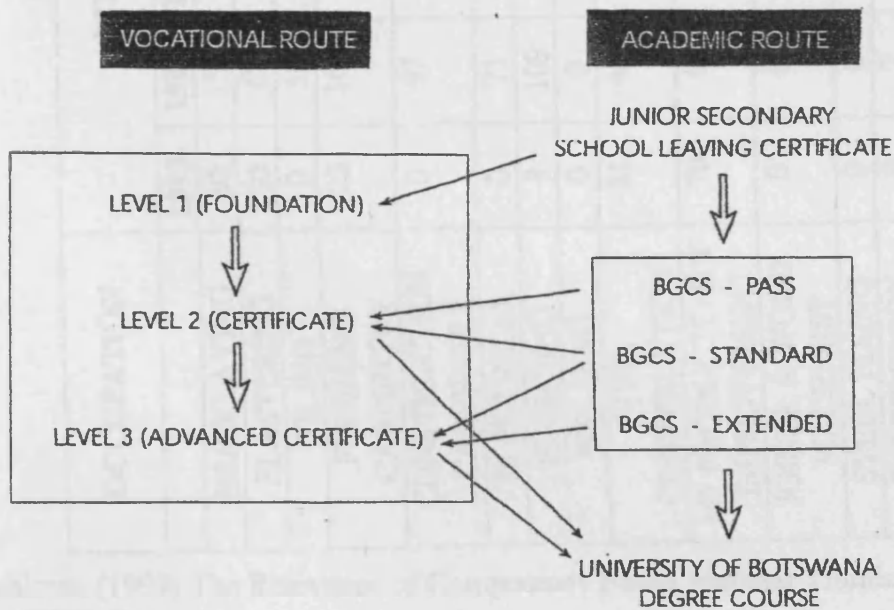 VOCATIONAL ROUTE
ACADEMIC ROUTE
JUNIOR SECONDARY
SCHOOL LEAVING CERTIFICATE
LEVEL 1 (FOUNDATION)
BGCS - PASS
LEVEL 2 (CERTIFICATE)
BGCS - STANDARD
BGCS - EXTENDED
LEVEL 3 (ADVANCED CERTIFICATE)
UNIVERSITY OF BOTSWANA
DEGREE COURSE